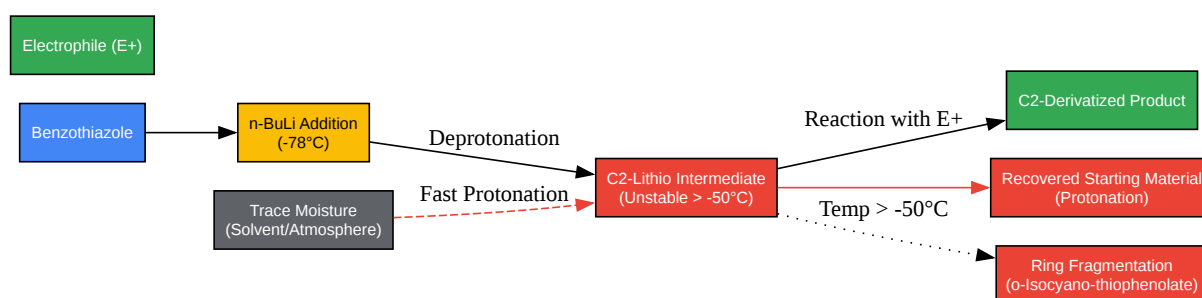 Electrophile (E+)
Benzothiazole
n-BuLi Addition
(-78°C)
Deprotonation
Trace Moisture
(Solvent/Atmosphere)
Fast Protonation
C2-Lithio Intermediate
(Unstable > -50°C)
Reaction with E+
C2-Derivatized Product
Recovered Starting Material
(Protonation)
Temp > -50°C
Ring Fragmentation
(o-Isocyano-thiophenolate)